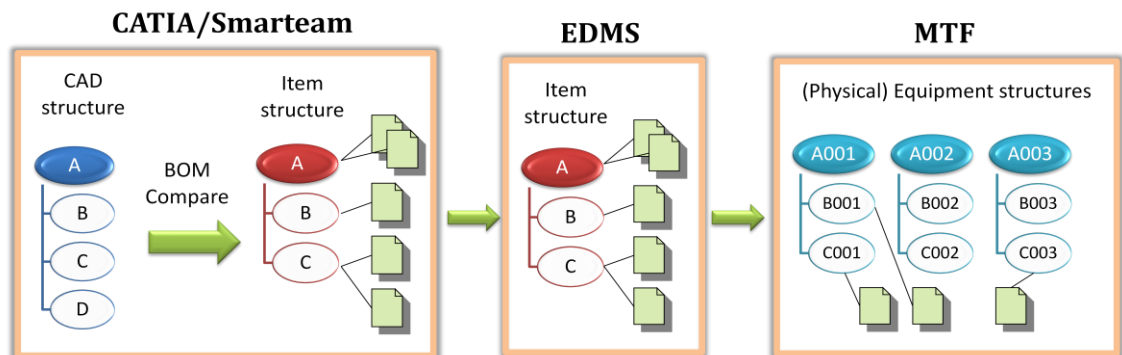 CATIA/Smarteam
CAD
structure
A
B
C
D
BOM
Compare
Item
structure
A
B
C
EDMS
Item
structure
A
B
C
MTF
(Physical) Equipment structures
A001
B001
C001
A002
B002
C002
A003
B003
C003